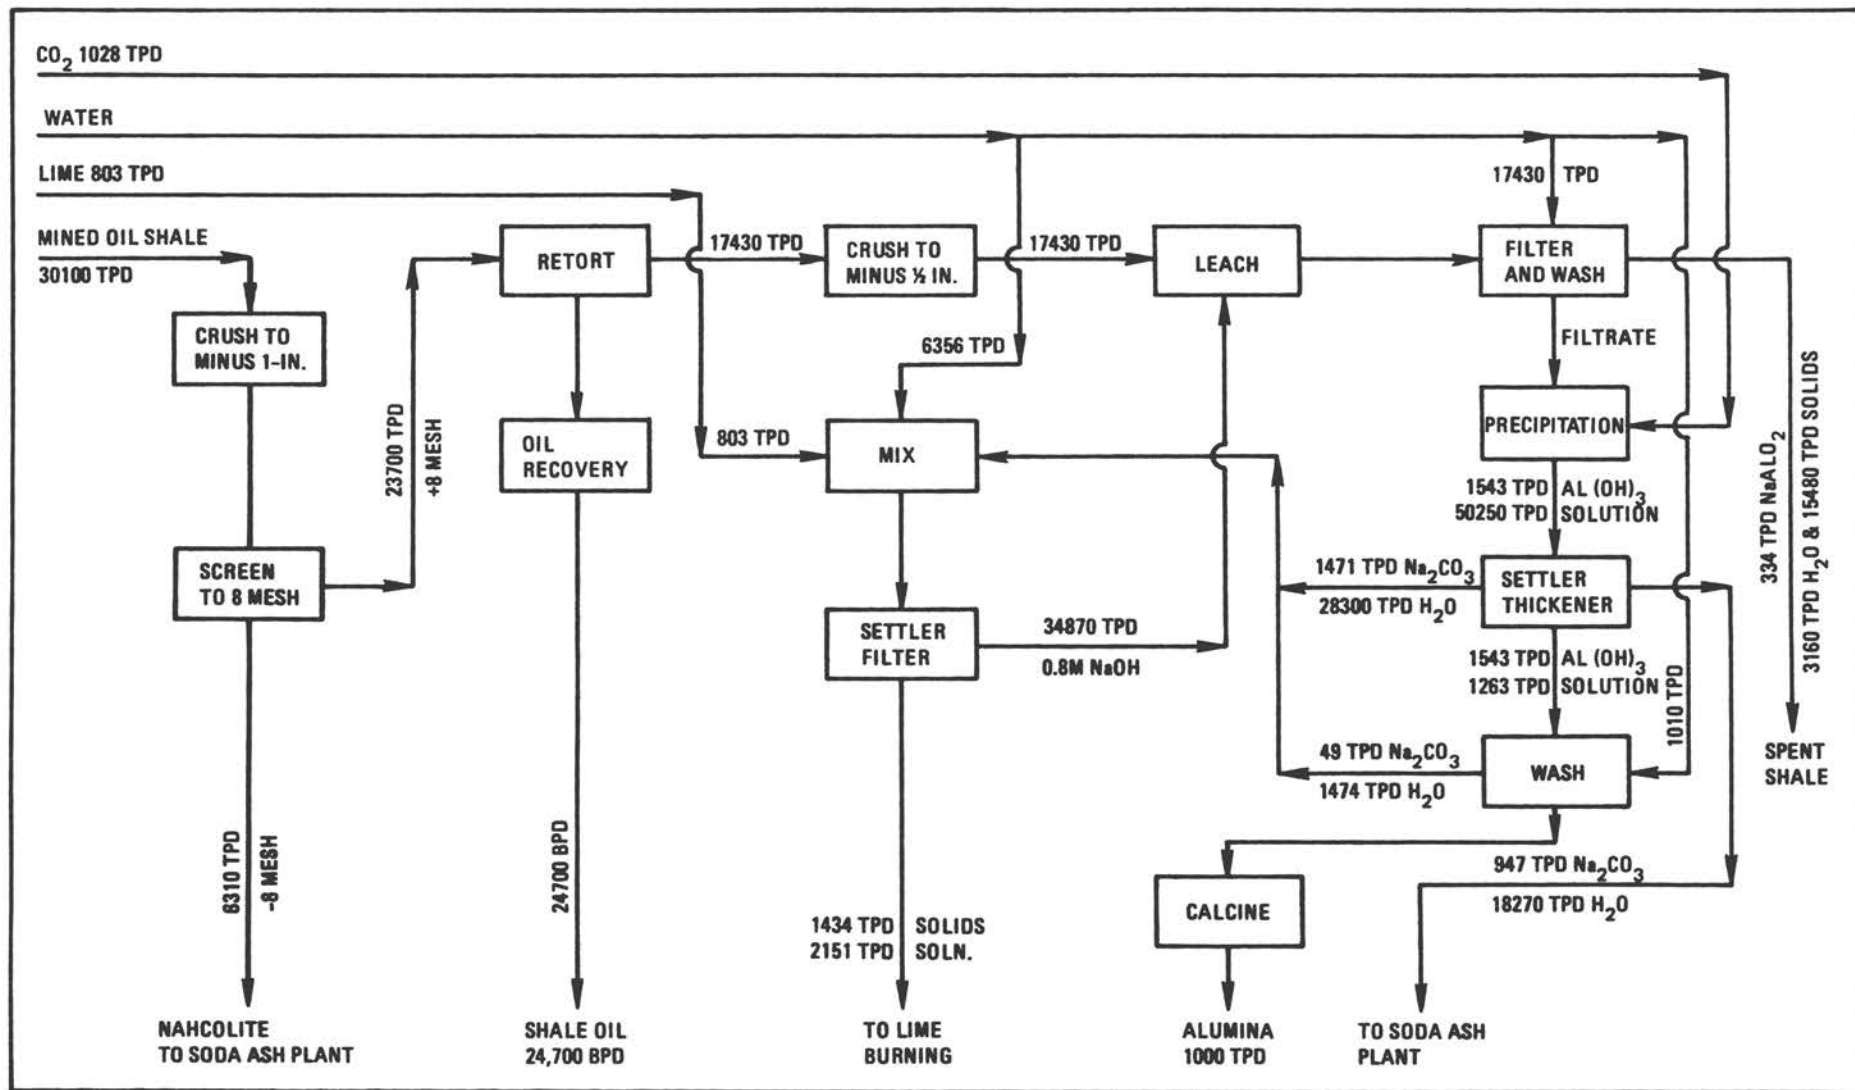 CO₂ 1028 TPD
WATER
LIME 803 TPD
17430 TPD
MINED OIL SHALE
30100 TPD
RETORT
17430 TPD
CRUSH TO
MINUS ½ IN.
17430 TPD
LEACH
FILTER
AND WASH
CRUSH TO
MINUS 1-IN.
6356 TPD
FILTRATE
23700 TPD
+8 MESH
OIL
RECOVERY
803 TPD
MIX
PRECIPITATION
334 TPD NaALO₂
3160 TPD H₂O & 15480 TPD SOLIDS
1543 TPD AL (OH)₃
50250 TPD SOLUTION
SCREEN
TO 8 MESH
1471 TPD Na₂CO₃
28300 TPD H₂O
SETTLER
THICKENER
SETTLER
FILTER
34870 TPD
0.8M NaOH
1543 TPD AL (OH)₃
1263 TPD SOLUTION
1010 TPD
49 TPD Na₂CO₃
1474 TPD H₂O
WASH
SPENT
SHALE
6310 TPD
-8 MESH
24700 BPD
947 TPD Na₂CO₃
18270 TPD H₂O
CALCINE
1434 TPD SOLIDS
2151 TPD SOLN.
NAHCOLITE
TO SODA ASH PLANT
SHALE OIL
24,700 BPD
TO LIME
BURNING
ALUMINA
1000 TPD
TO SODA ASH
PLANT